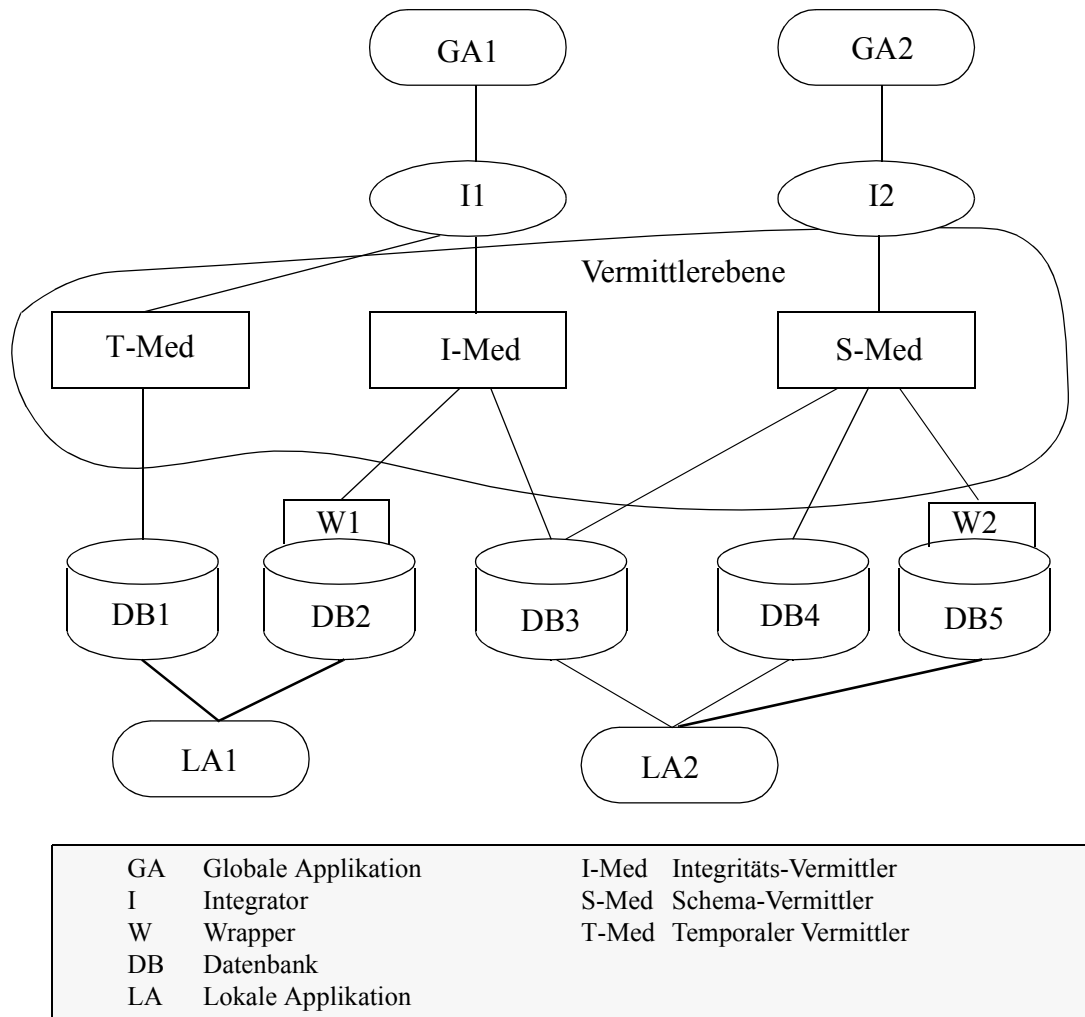 GA1
GA2
I1
I2
Vermittlerebene
T-Med
I-Med
S-Med
W1
W2
DB1
DB2
DB3
DB4
DB5
LA1
LA2
GA Globale Applikation
I Integrator
W Wrapper
DB Datenbank
LA Lokale Applikation
I-Med Integritäts-Vermittler
S-Med Schema-Vermittler
T-Med Temporaler Vermittler